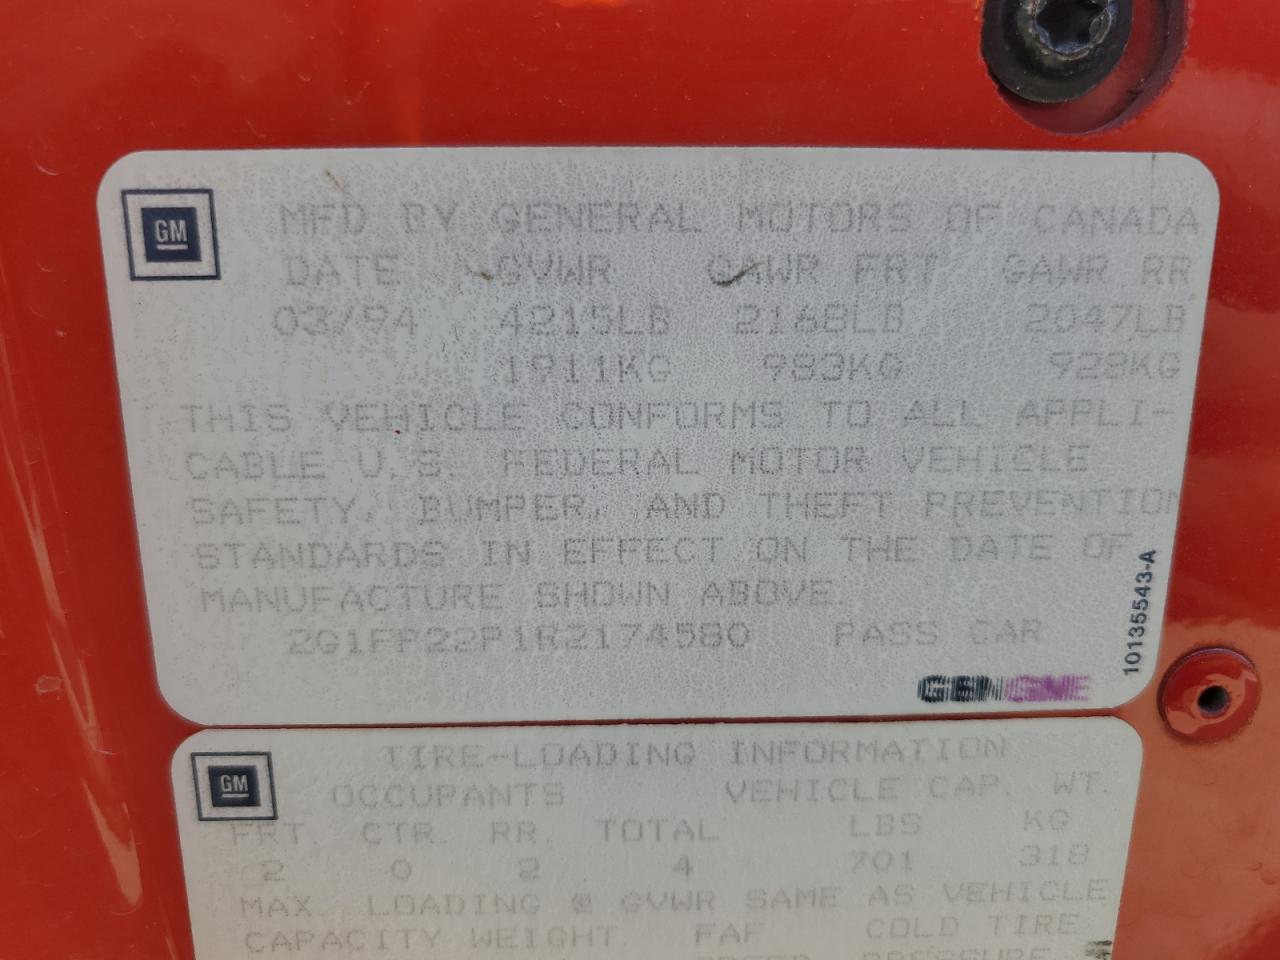 GM
MFD BY GENERAL MOTORS OF CANADA
DATE GVWR GAWR FRT GAWR RR
03/94 4215LB 2168LB 2047LB
1911KG 983KG 928KG
THIS VEHICLE CONFORMS TO ALL APPLI-
CABLE U.S. FEDERAL MOTOR VEHICLE
SAFETY, BUMPER, AND THEFT PREVENTION
STANDARDS IN EFFECT ON THE DATE OF
MANUFACTURE SHOWN ABOVE.
2G1FP22P1R2174580 PASS CAR
10135543-A
GM
TIRE-LOADING INFORMATION
OCCUPANTS VEHICLE CAP. WT.
FRT. CTR. RR. TOTAL LBS KG
2 0 2 4 701 318
MAX. LOADING @ GVWR SAME AS VEHICLE
CAPACITY WEIGHT. FAF COLD TIRE